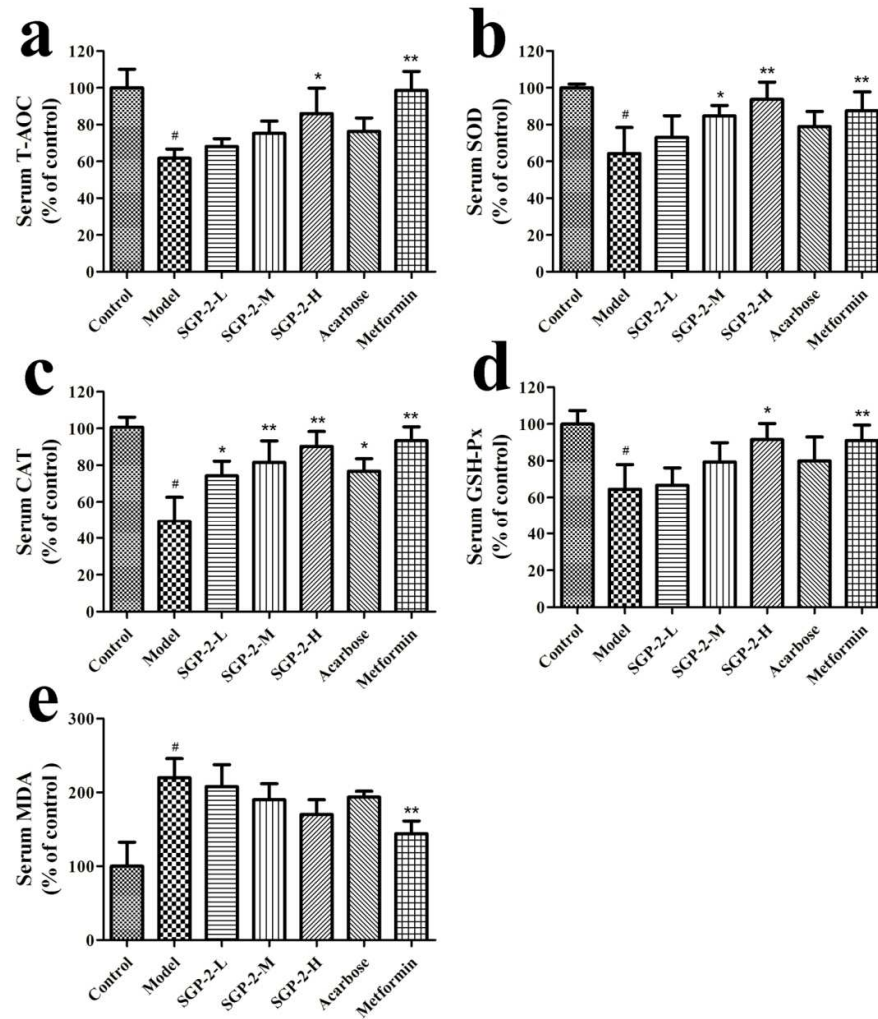 a
Serum T-AOC
(% of control)
120
100
80
60
40
20
0
#
*
**
Control
Model
SGP-2-L
SGP-2-M
SGP-2-H
Acarbose
Metformin
b
Serum SOD
(% of control)
120
100
80
60
40
20
0
#
*
**
**
Control
Model
SGP-2-L
SGP-2-M
SGP-2-H
Acarbose
Metformin
c
Serum CAT
(% of control)
120
100
80
60
40
20
0
#
*
**
**
*
**
Control
Model
SGP-2-L
SGP-2-M
SGP-2-H
Acarbose
Metformin
d
Serum GSH-Px
(% of control)
120
100
80
60
40
20
0
#
*
**
Control
Model
SGP-2-L
SGP-2-M
SGP-2-H
Acarbose
Metformin
e
Serum MDA
(% of control )
300
200
100
0
#
**
Control
Model
SGP-2-L
SGP-2-M
SGP-2-H
Acarbose
Metformin